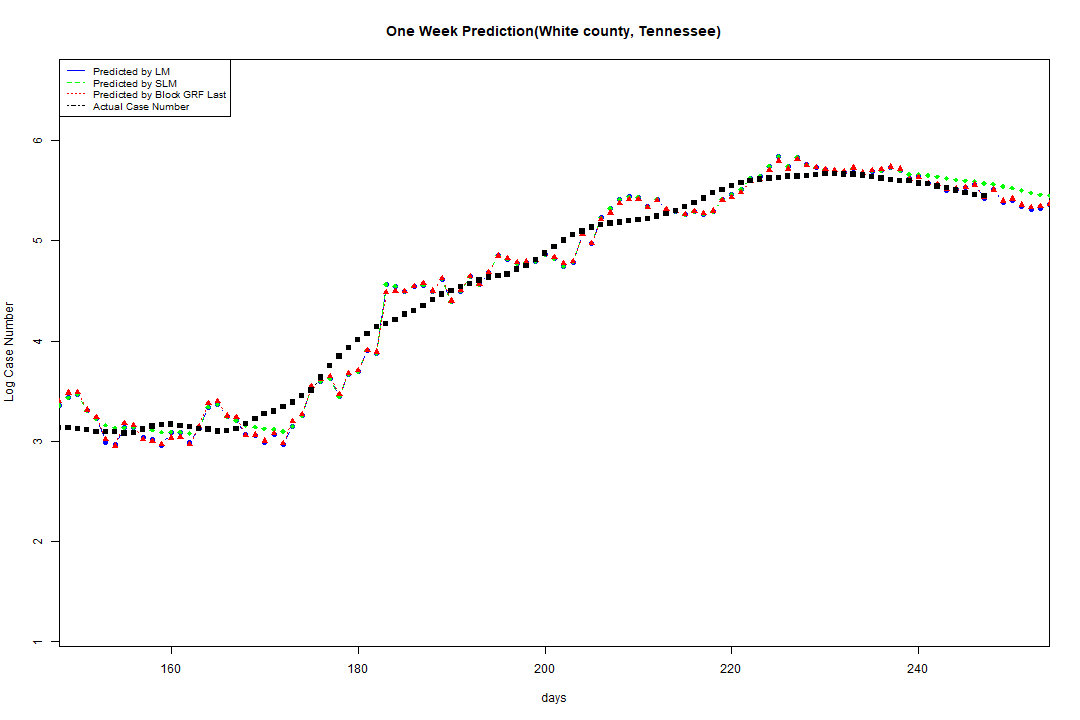 One Week Prediction(White county, Tennessee)
Predicted by LM
Predicted by SLM
Predicted by Block GRF Last
Actual Case Number
6
5
4
3
2
1
Log Case Number
160 180 200 220 240
days